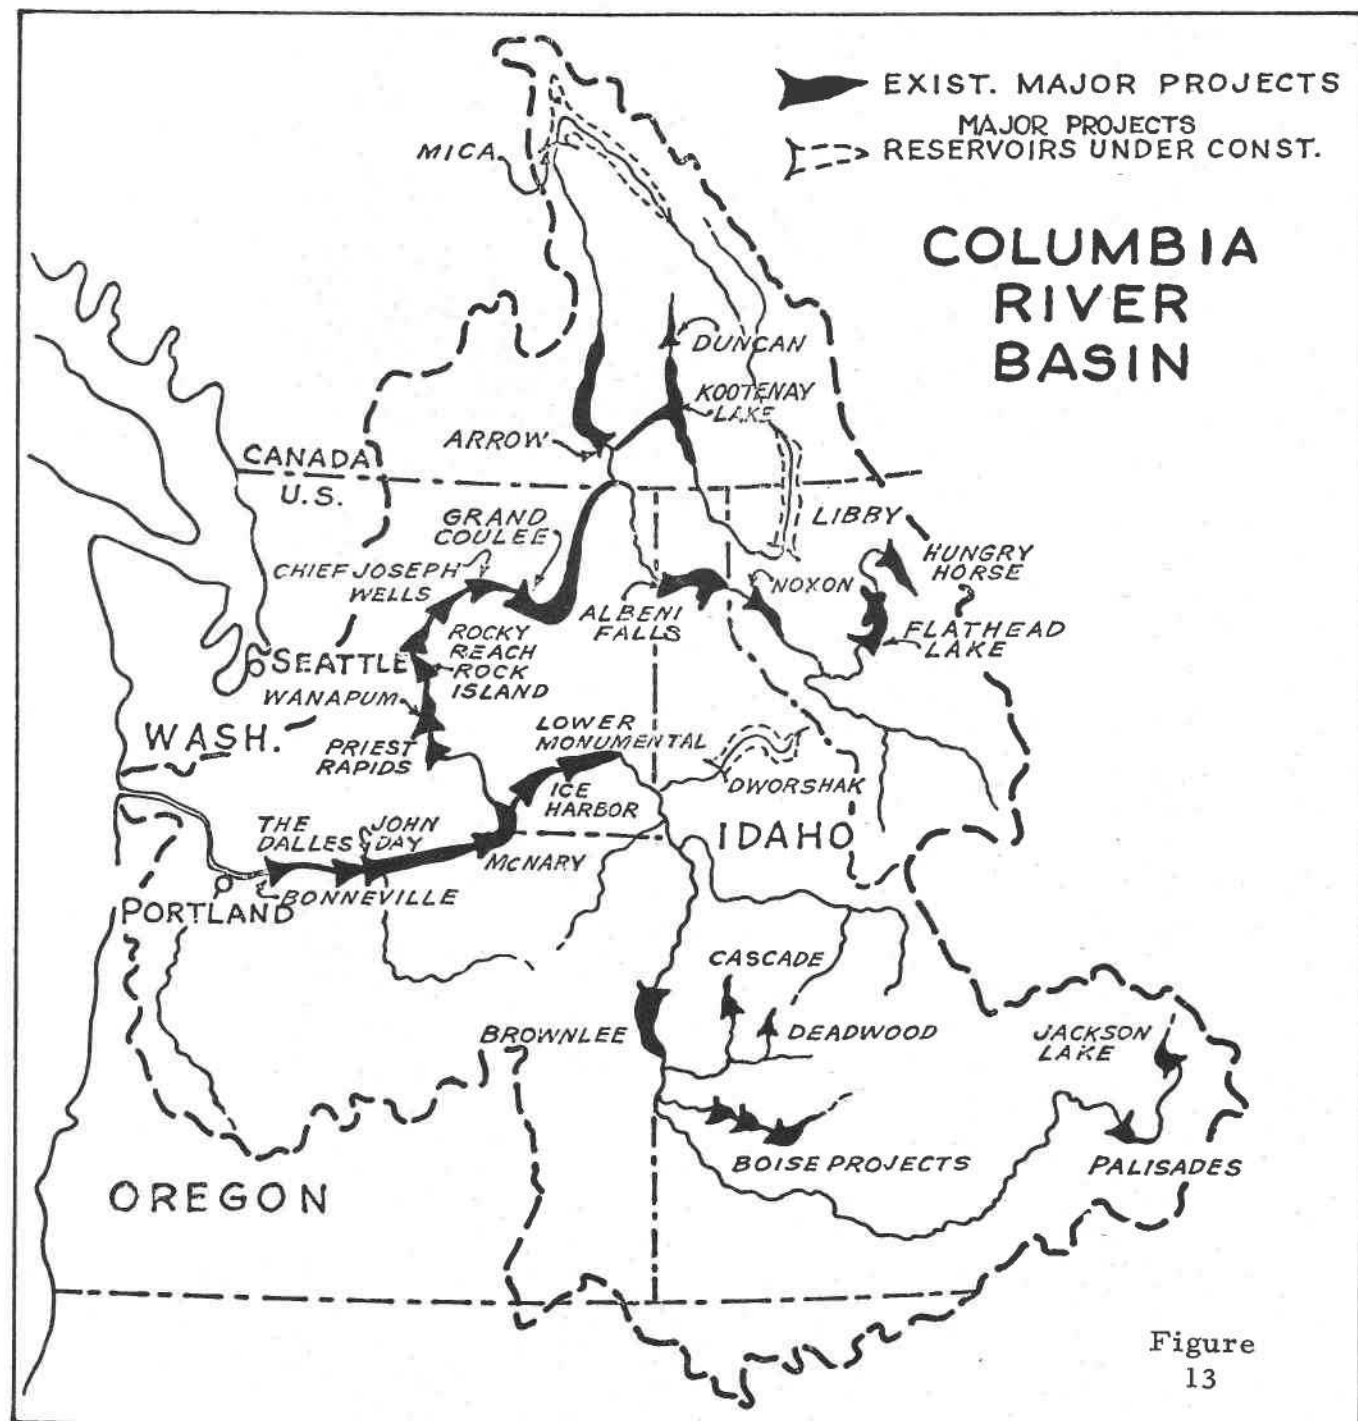 EXIST. MAJOR PROJECTS
MAJOR PROJECTS
RESERVOIRS UNDER CONST.
COLUMBIA
RIVER
BASIN
MICA
DUNCAN
KOOTENAY
LAKE
ARROW
CANADA
U.S.
GRAND
COULEE
LIBBY
CHIEF JOSEPH
WELLS
HUNGRY
HORSE
NOXON
ALBENI
FALLS
FLATHEAD
LAKE
ROCKY
REACH
SEATTLE
ROCK
ISLAND
WANAPUM
WASH.
PRIEST
RAPIDS
LOWER
MONUMENTAL
ICE
HARBOR
DWORSHAK
THE
DALLES
JOHN
DAY
IDAHO
McNARY
BONNEVILLE
PORTLAND
CASCADE
BROWNLEE
DEADWOOD
JACKSON
LAKE
BOISE PROJECTS
PALISADES
OREGON
Figure
13